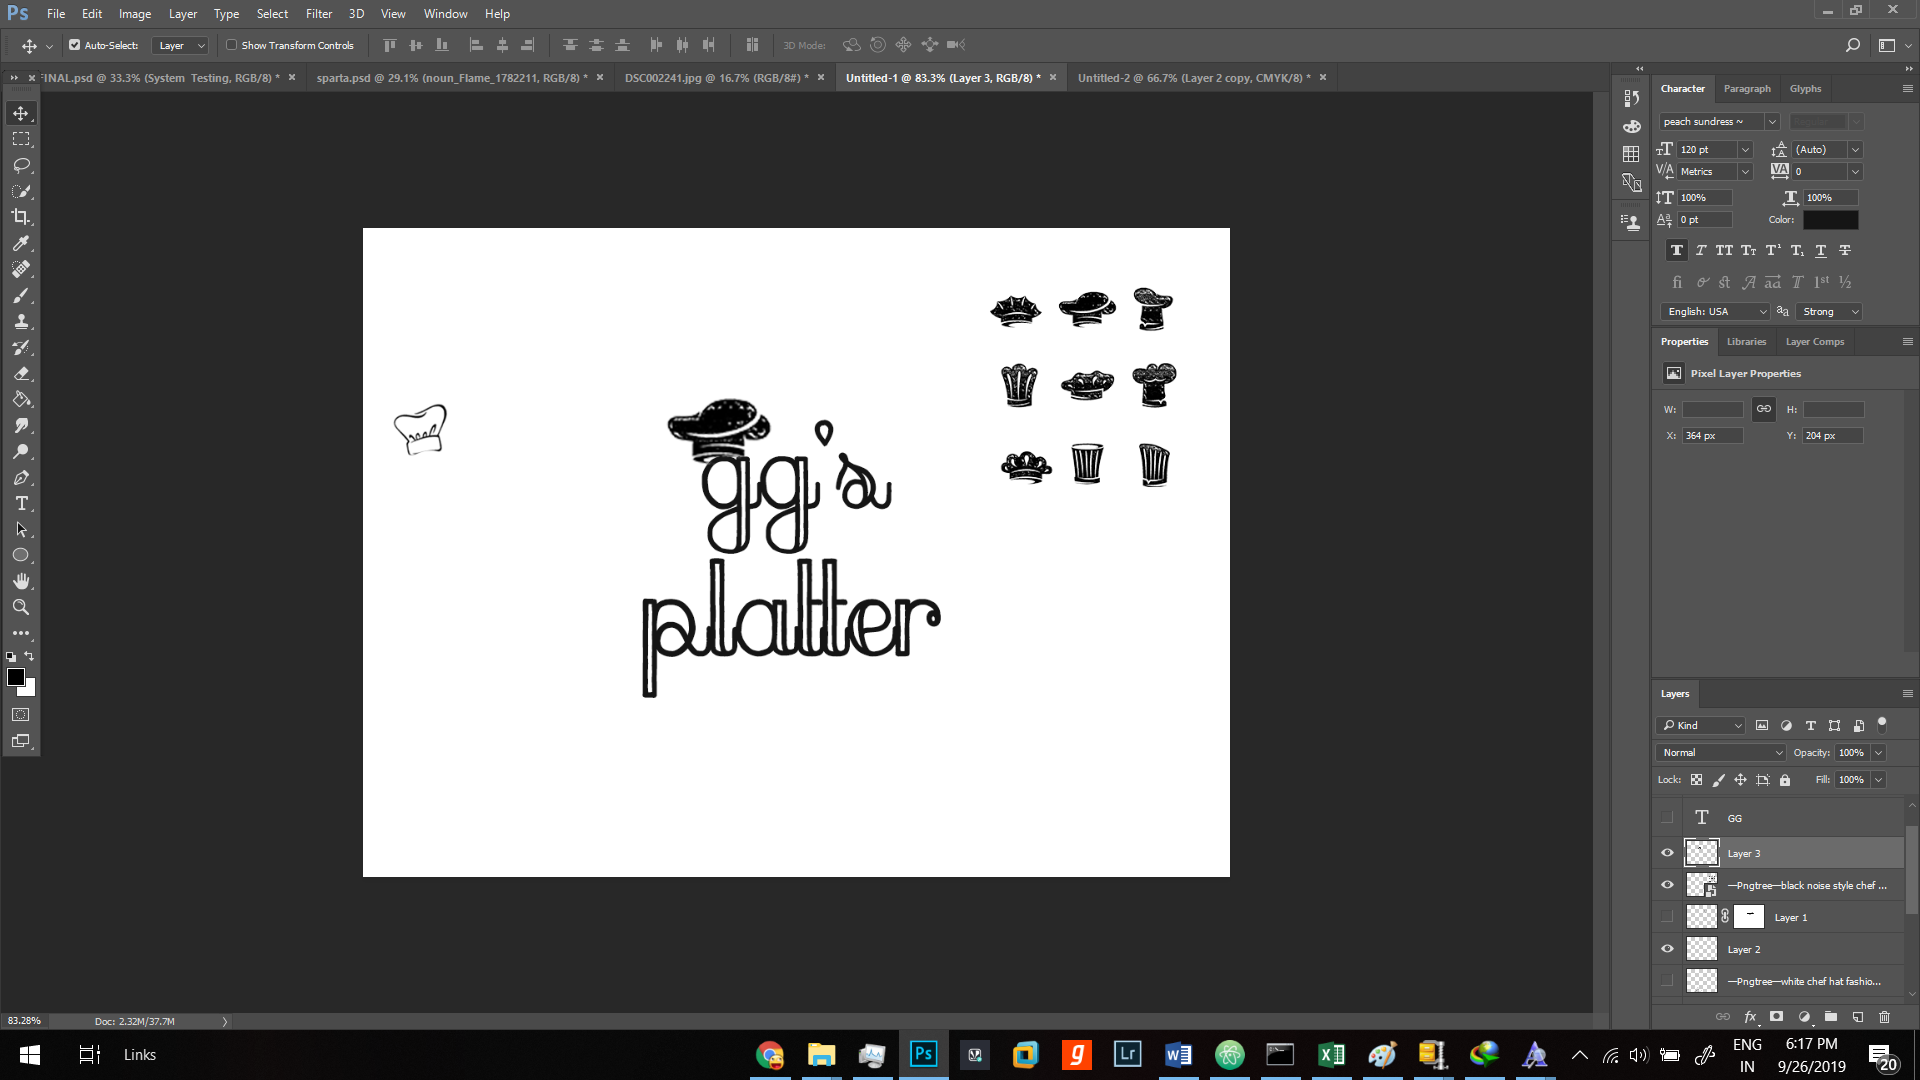 Ps File Edit Image Layer Type Select Filter 3D View Window Help
Auto-Select: Layer Show Transform Controls 3D Mode:
FINAL.psd @ 33.3% (System Testing, RGB/8) * sparta.psd @ 29.1% (noun_Flame_1782211, RGB/8) * DSC002241.jpg @ 16.7% (RGB/8#) * Untitled-1 @ 83.3% (Layer 3, RGB/8) * Untitled-2 @ 66.7% (Layer 2 copy, CMYK/8) *
Character Paragraph Glyphs
peach sundress ~
120 pt (Auto)
Metrics 0
100% 100%
0 pt Color:
English: USA Strong
Properties Libraries Layer Comps
Pixel Layer Properties
W: H:
X: 364 px Y: 204 px
gg's
platter
Layers
Kind
Normal Opacity: 100%
Lock: Fill: 100%
GG
Layer 3
—Pngtree—black noise style chef ...
Layer 1
Layer 2
—Pngtree—white chef hat fashio...
83.28% Doc: 2.32M/37.7M
Links
Ps
Lr
ENG
IN
6:17 PM
9/26/2019
20